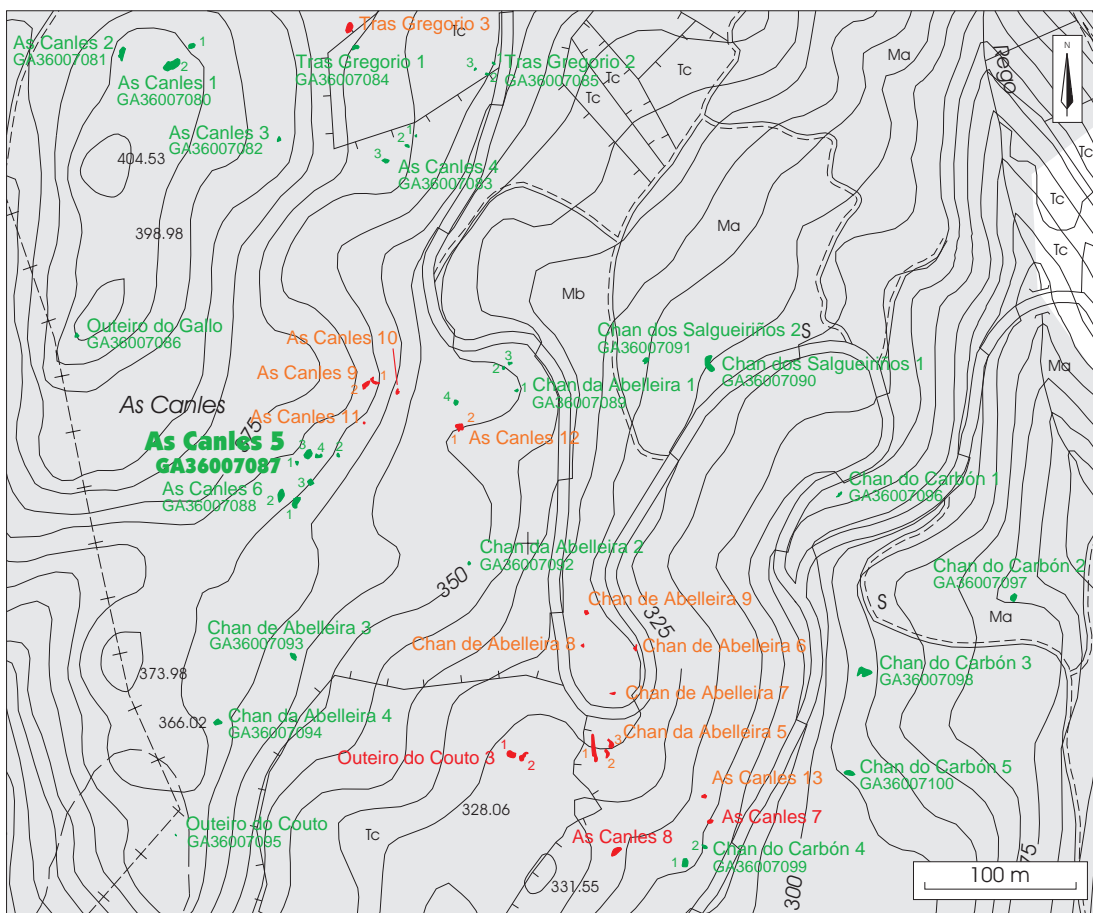 Tras Gregorio 3
Tc
As Canles 2
GA36007081
1
2
As Canles 1
GA36007080
Tras Gregorio 1
GA36007084
3
1
2
Tras Gregorio 2
GA36007085
Tc
Tc
Tc
Ma
Rego
N
Tc
Tc
Tc
As Canles 3
GA36007082
1
2
3
As Canles 4
GA36007083
404.53
398.98
Ma
Mb
Outeiro do Gallo
GA36007086
As Canles 10
As Canles 9
1
2
As Canles
As Canles 11
375
As Canles 5
GA36007087
3
4
2
1
As Canles 6
GA36007088
3
2
1
3
2
1
Chan da Abelleira 1
GA36007089
4
2
1
As Canles 12
Chan dos Salgueiriños 2
GA36007091
S
Chan dos Salgueiriños 1
GA36007090
Ma
Chan do Carbón 1
GA36007096
Chan da Abelleira 2
GA36007092
350
Chan do Carbón 2
GA36007097
S
Ma
Chan de Abelleira 9
325
Chan de Abelleira 8
Chan de Abelleira 6
Chan de Abelleira 3
GA36007093
373.98
Chan do Carbón 3
GA36007098
Chan de Abelleira 7
366.02
Chan da Abelleira 4
GA36007094
Chan da Abelleira 5
3
1
2
Outeiro do Couto 3
1
2
Chan do Carbón 5
GA36007100
As Canles 13
328.06
As Canles 7
Outeiro do Couto
GA36007095
Tc
As Canles 8
2
Chan do Carbón 4
GA36007099
1
331.55
300
75
100 m